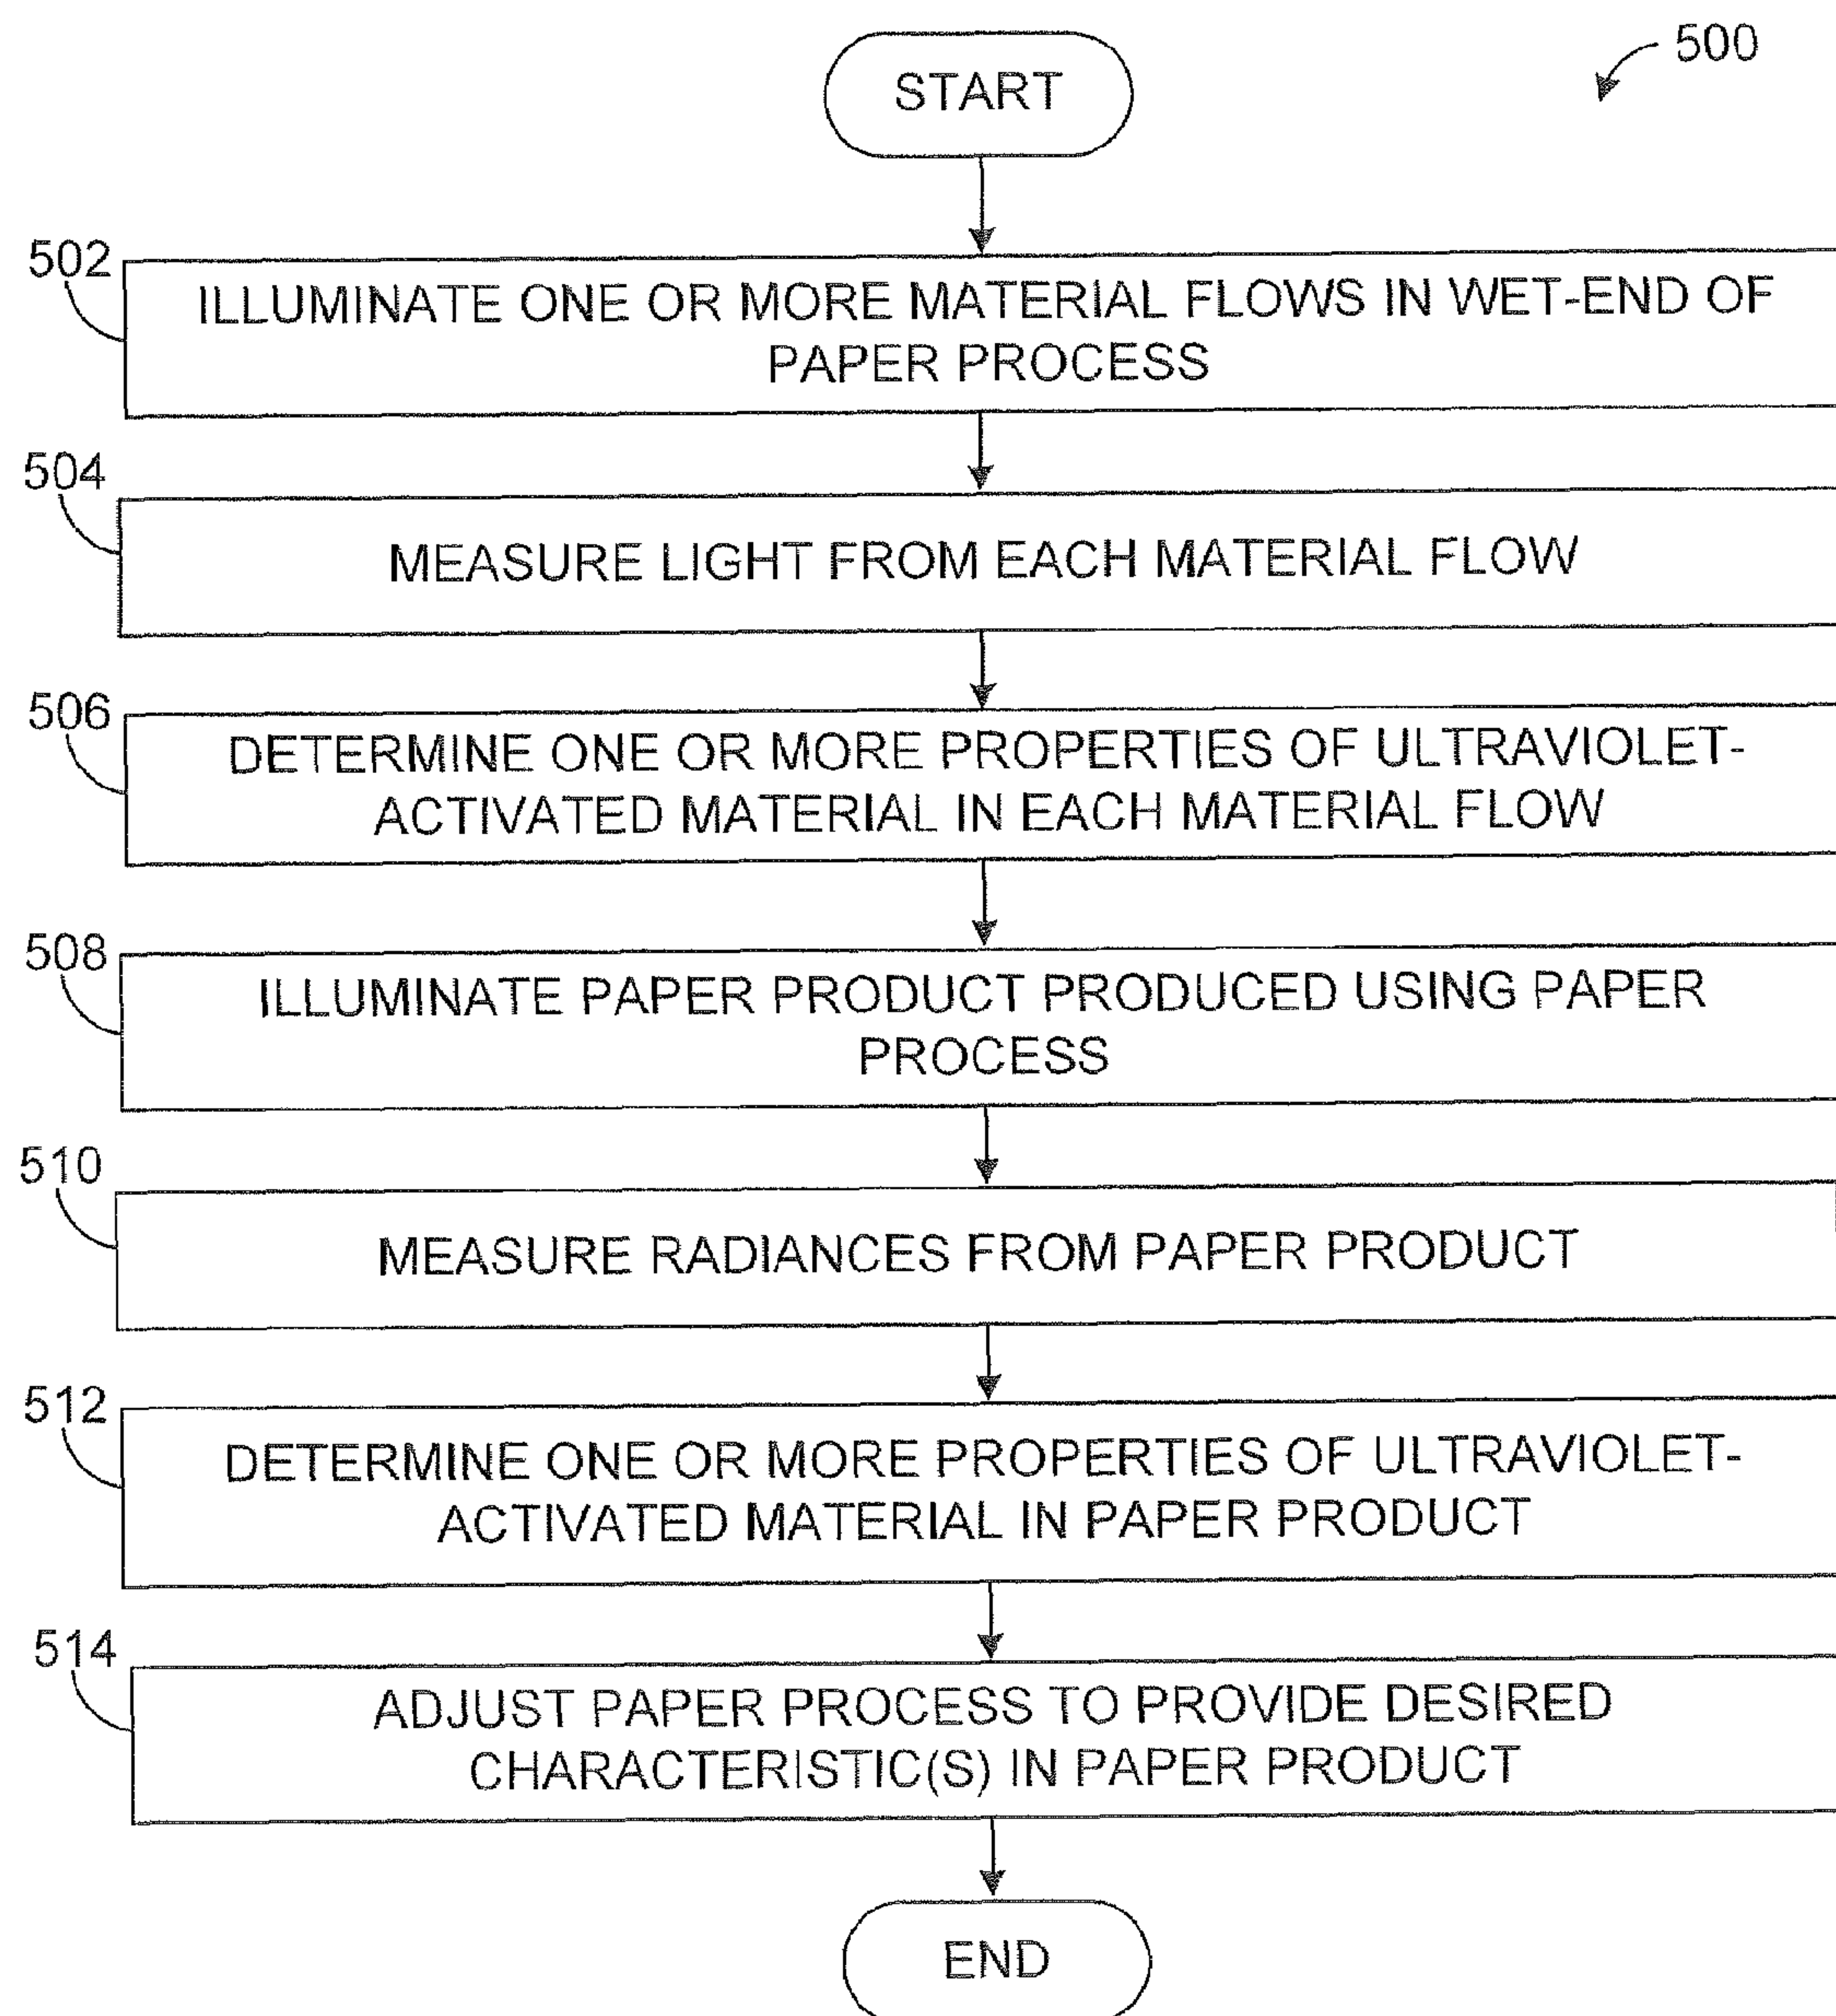 500
START
502
ILLUMINATE ONE OR MORE MATERIAL FLOWS IN WET-END OF
PAPER PROCESS
504
MEASURE LIGHT FROM EACH MATERIAL FLOW
506
DETERMINE ONE OR MORE PROPERTIES OF ULTRAVIOLET-
ACTIVATED MATERIAL IN EACH MATERIAL FLOW
508
ILLUMINATE PAPER PRODUCT PRODUCED USING PAPER
PROCESS
510
MEASURE RADIANCES FROM PAPER PRODUCT
512
DETERMINE ONE OR MORE PROPERTIES OF ULTRAVIOLET-
ACTIVATED MATERIAL IN PAPER PRODUCT
514
ADJUST PAPER PROCESS TO PROVIDE DESIRED
CHARACTERISTIC(S) IN PAPER PRODUCT
END